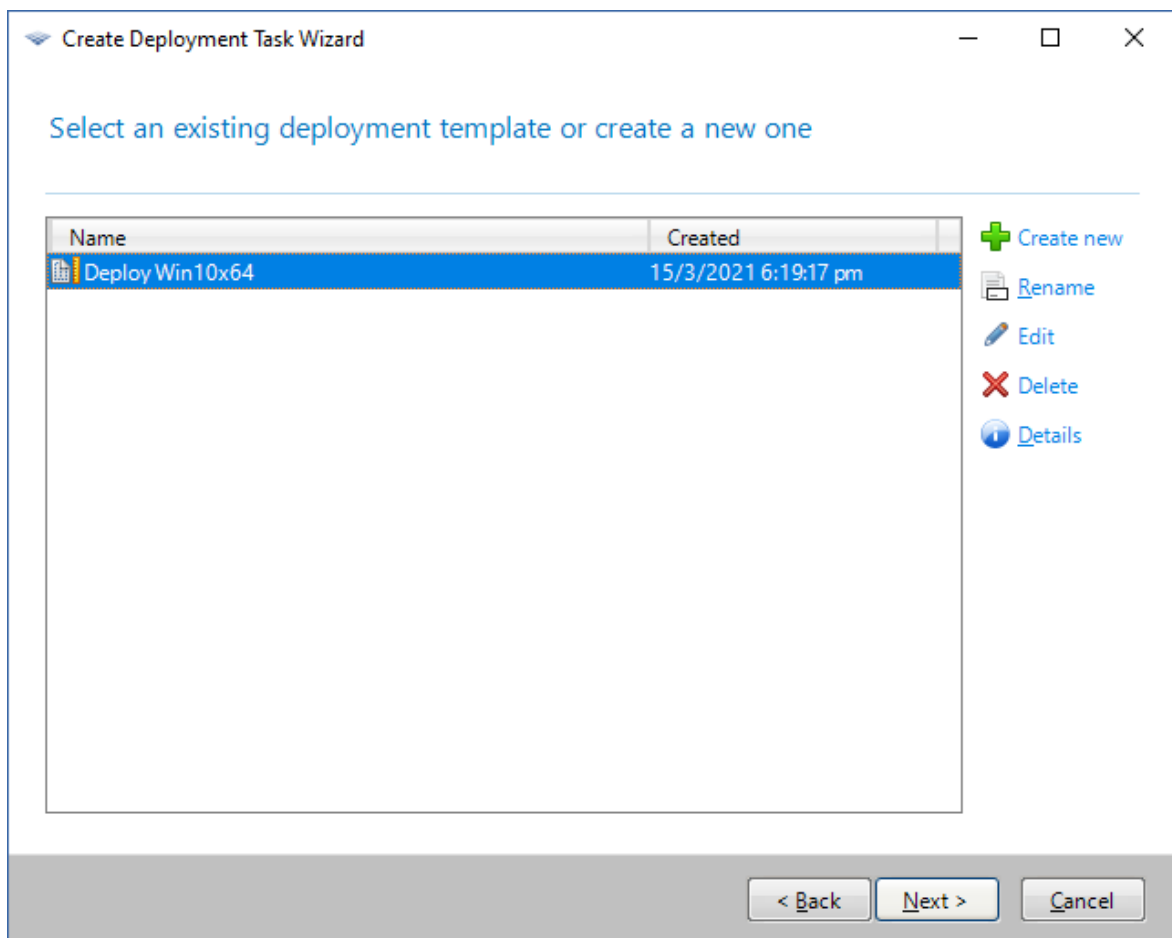 Create Deployment Task Wizard
Select an existing deployment template or create a new one
Name Created
Deploy Win10x64 15/3/2021 6:19:17 pm
Create new
Rename
Edit
Delete
Details
< Back Next > Cancel